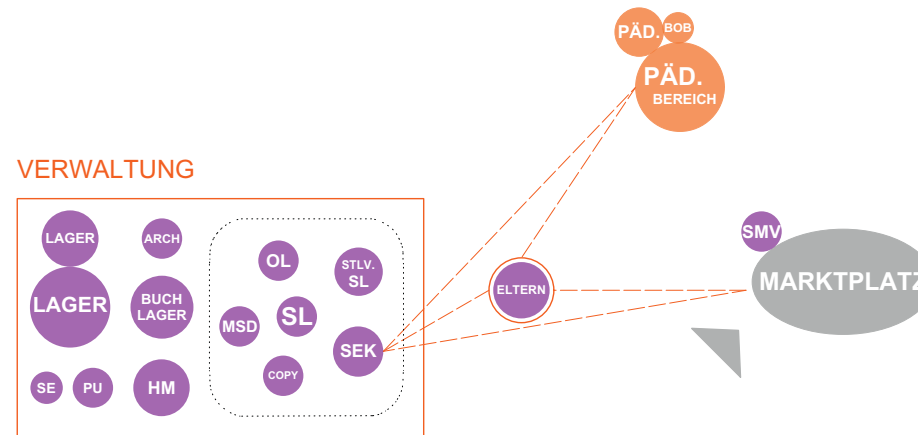 PÄD.
BOB
PÄD.
BEREICH
VERWALTUNG
LAGER
ARCH
OL
STLV.
SL
SMV
LAGER
BUCH
LAGER
MSD
SL
SEK
COPY
ELTERN
MARKTPLATZ
SE
PU
HM